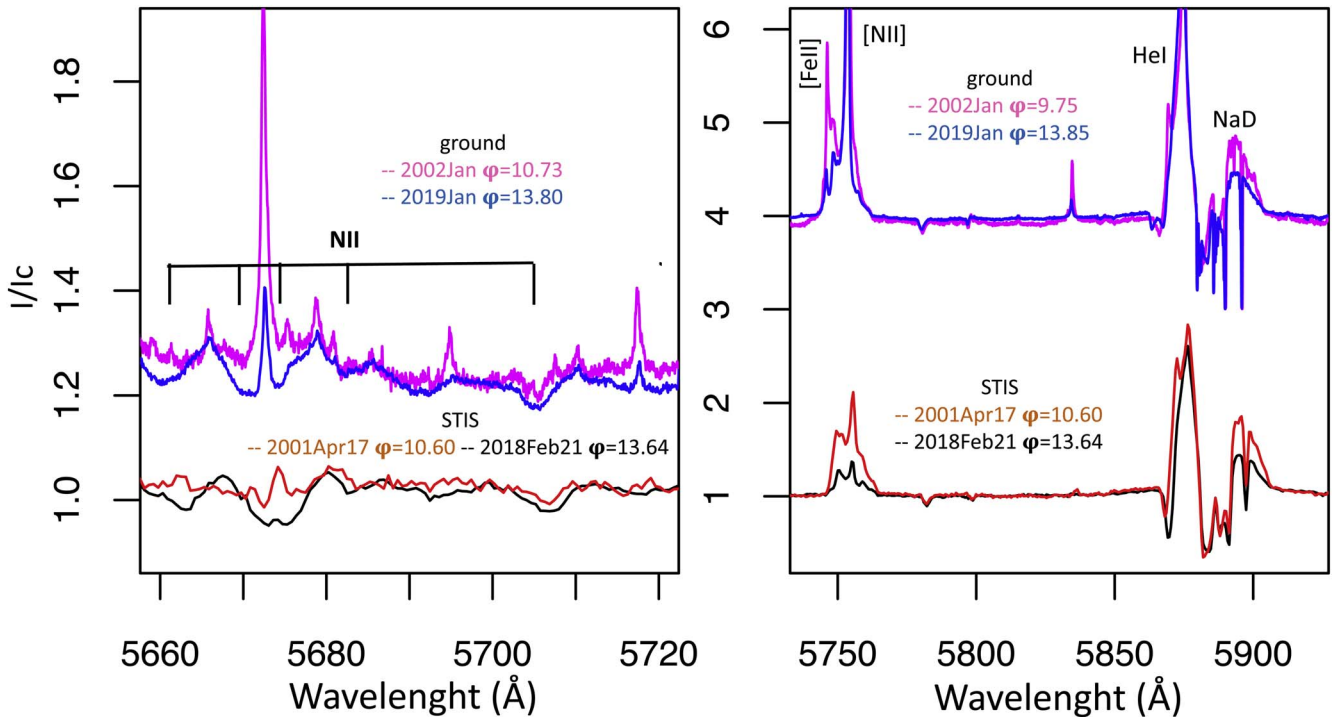 I/Ic
1.8
1.6
1.4
1.2
1.0
ground
-- 2002Jan φ=10.73
-- 2019Jan φ=13.80
NII
STIS
-- 2001Apr17 φ=10.60 -- 2018Feb21 φ=13.64
5660
5680
5700
5720
Wavelenght (Å)
6
5
4
3
2
1
[FeII]
[NII]
HeI
NaD
ground
-- 2002Jan φ=9.75
-- 2019Jan φ=13.85
STIS
-- 2001Apr17 φ=10.60
-- 2018Feb21 φ=13.64
5750
5800
5850
5900
Wavelenght (Å)